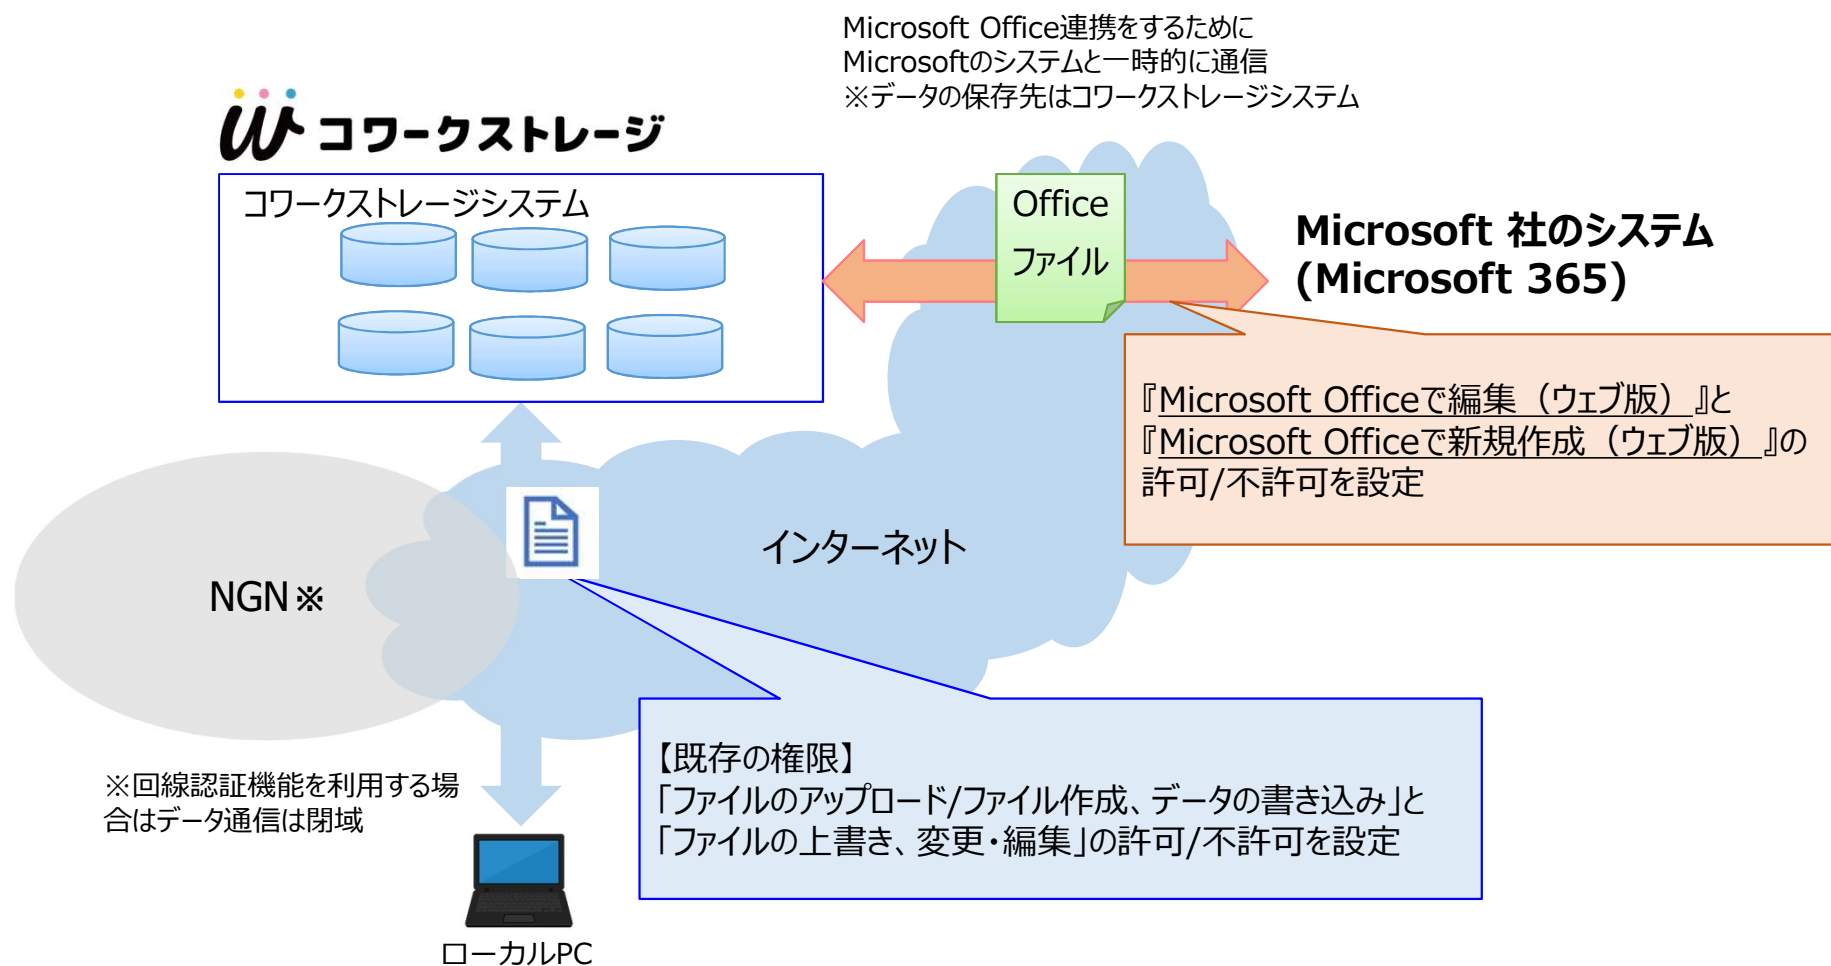 Microsoft Office連携をするために
Microsoftのシステムと一時的に通信
※データの保存先はコワークストレージシステム
コワークストレージ
コワークストレージシステム
Office
ファイル
Microsoft 社のシステム
(Microsoft 365)
『Microsoft Officeで編集（ウェブ版）』と
『Microsoft Officeで新規作成（ウェブ版）』の
許可/不許可を設定
インターネット
NGN※
【既存の権限】
「ファイルのアップロード/ファイル作成、データの書き込み」と
「ファイルの上書き、変更・編集」の許可/不許可を設定
※回線認証機能を利用する場
合はデータ通信は閉域
ローカルPC